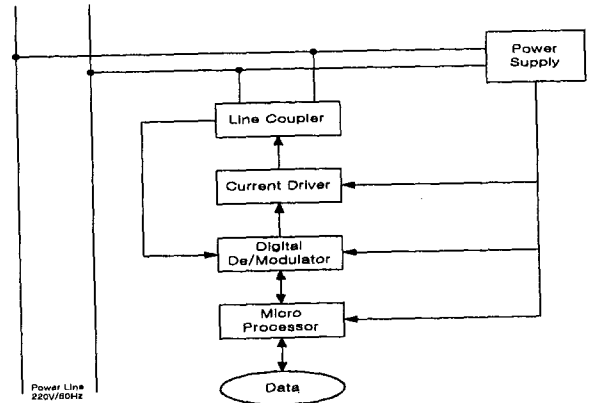 Power
Supply
Line Coupler
Current Driver
Digital
De/Modulator
Micro
Processor
Data
Power Line
220V/60Hz